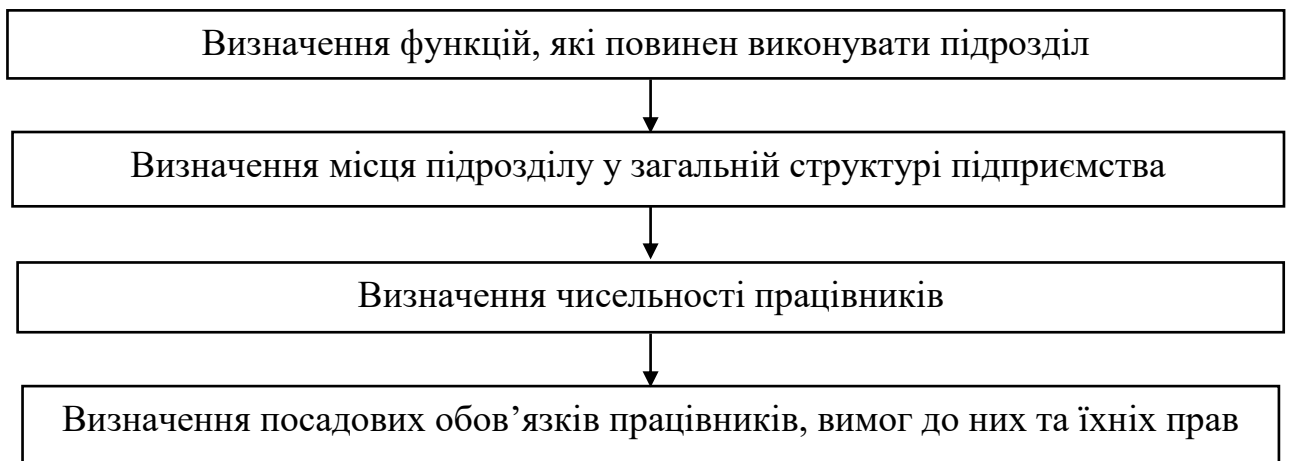 Визначення функцій, які повинен виконувати підрозділ
Визначення місця підрозділу у загальній структурі підприємства
Визначення чисельності працівників
Визначення посадових обов’язків працівників, вимог до них та їхніх прав